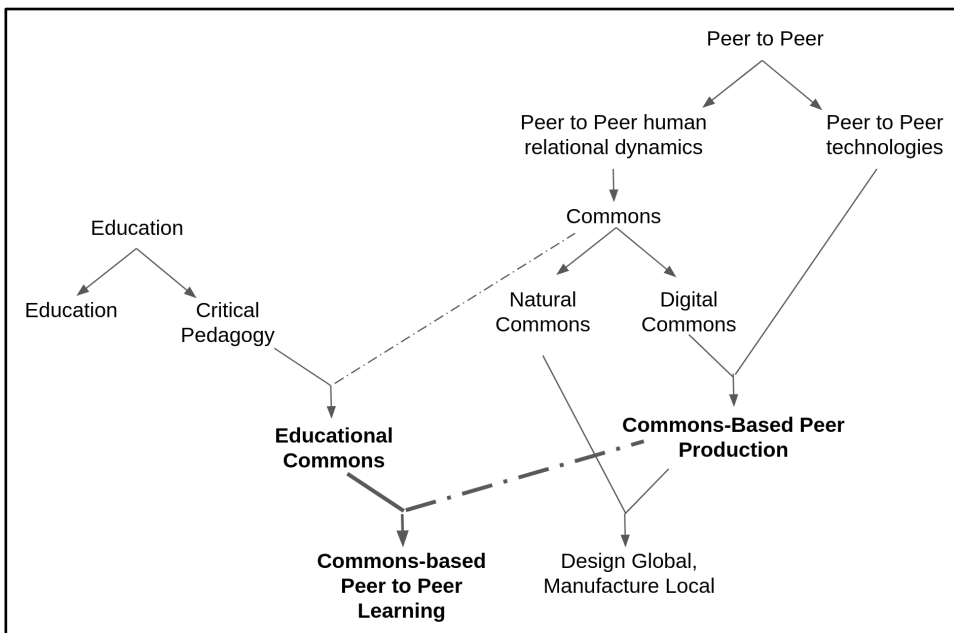 Peer to Peer
Peer to Peer human
relational dynamics
Peer to Peer
technologies
Commons
Education
Education
Critical
Pedagogy
Natural
Commons
Digital
Commons
Educational
Commons
Commons-Based Peer
Production
Commons-based
Peer to Peer
Learning
Design Global,
Manufacture Local